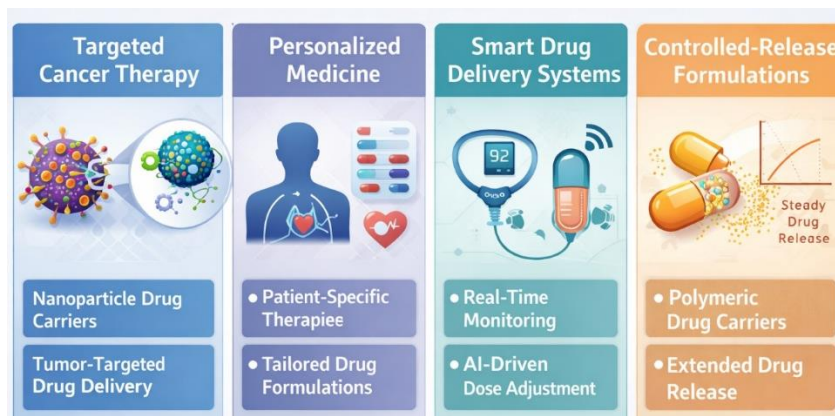 Targeted
Cancer Therapy
Nanoparticle Drug
Carriers
Tumor-Targeted
Drug Delivery
Personalized
Medicine
• Patient-Specific
Therapiee
• Tailored Drug
Formulations
Smart Drug
Delivery Systems
92
• Real-Time
Monitoring
• AI-Driven
Dose Adjustment
Controlled-Release
Formulations
Steady
Drug
Release
• Polymeric
Drug Carriers
• Extended Drug
Release